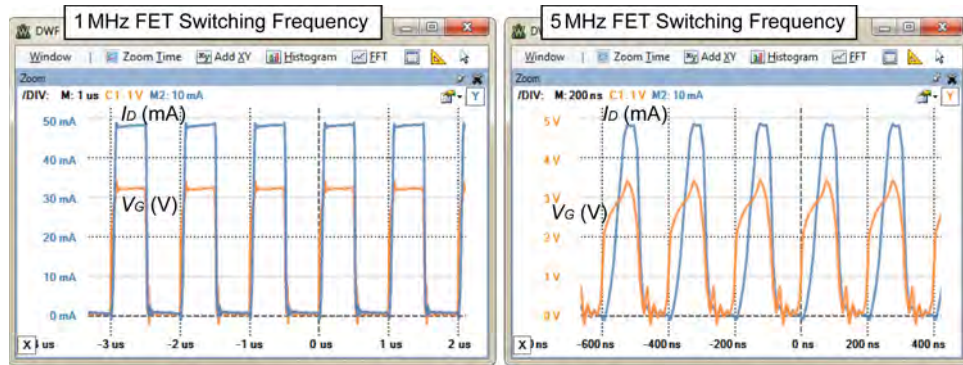 1 MHz FET Switching Frequency
DWF
Window | Zoom Time Add XY Histogram FFT
Zoom
/DIV: M: 1 us C1: 1 V M2: 10 mA Y
ID (mA)
VG (V)
50 mA
40 mA
30 mA
20 mA
10 mA
0 mA
X us -3 us -2 us -1 us 0 us 1 us 2 us
5 MHz FET Switching Frequency
Window | Zoom Time Add XY Histogram FFT
Zoom
/DIV: M: 200 ns C1: 1 V M2: 10 mA Y
ID (mA)
VG (V)
5 V
4 V
3 V
2 V
1 V
0 V
X ns -600 ns -400 ns -200 ns 0 ns 200 ns 400 ns